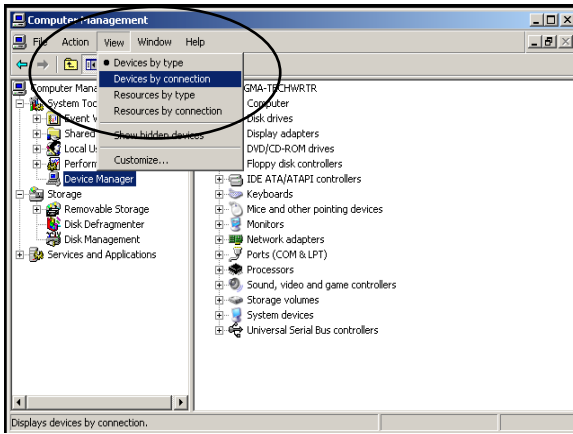 Computer Management
File Action View Window Help
Devices by type
Devices by connection
Resources by type
Resources by connection
Show hidden devices
Customize...
Computer Mana
System Too
Event V
Shared
Local U
Perform
Device Manager
Storage
Removable Storage
Disk Defragmenter
Disk Management
Services and Applications
GMA-TECHWRTR
Computer
Disk drives
Display adapters
DVD/CD-ROM drives
Floppy disk controllers
IDE ATA/ATAPI controllers
Keyboards
Mice and other pointing devices
Monitors
Network adapters
Ports (COM & LPT)
Processors
Sound, video and game controllers
Storage volumes
System devices
Universal Serial Bus controllers
Displays devices by connection.